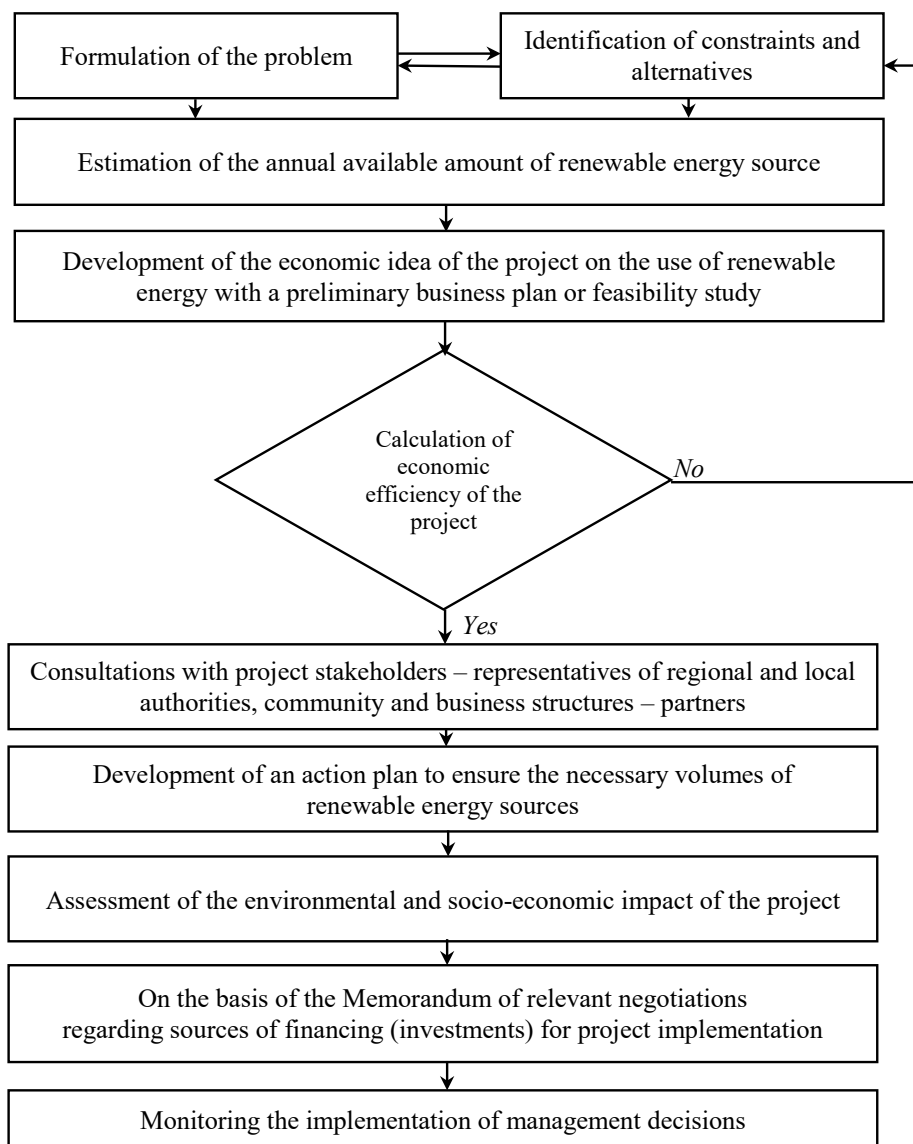 Formulation of the problem
Identification of constraints and
alternatives
Estimation of the annual available amount of renewable energy source
Development of the economic idea of the project on the use of renewable
energy with a preliminary business plan or feasibility study
Calculation of
economic
efficiency of the
project
No
Yes
Consultations with project stakeholders – representatives of regional and local
authorities, community and business structures – partners
Development of an action plan to ensure the necessary volumes of
renewable energy sources
Assessment of the environmental and socio-economic impact of the project
On the basis of the Memorandum of relevant negotiations
regarding sources of financing (investments) for project implementation
Monitoring the implementation of management decisions